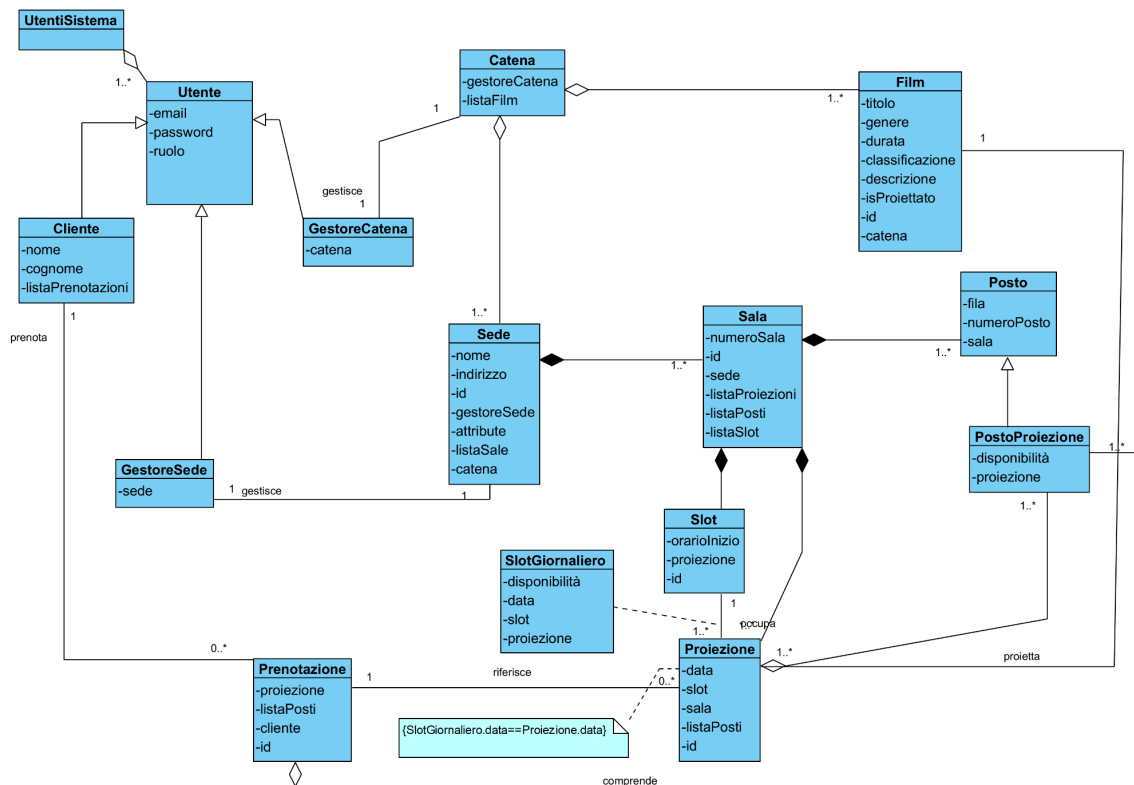 UtentiSistema
1..*
Utente
-email
-password
-ruolo
Catena
-gestoreCatena
-listaFilm
1
1..*
Film
-titolo
-genere
-durata
-classificazione
-descrizione
-isProiettato
-id
-catena
1
gestisce
1
GestoreCatena
-catena
Cliente
-nome
-cognome
-listaPrenotazioni
1
prenota
1..*
Sede
-nome
-indirizzo
-id
-gestoreSede
-attribute
-listaSale
-catena
1..*
Sala
-numeroSala
-id
-sede
-listaProiezioni
-listaPosti
-listaSlot
1..*
Posto
-fila
-numeroPosto
-sala
PostoProiezione
-disponibilità
-proiezione
1..*
1..*
GestoreSede
-sede
1
gestisce
1
Slot
-orarioInizio
-proiezione
-id
1
SlotGiornaliero
-disponibilità
-data
-slot
-proiezione
occupa
1..*
Proiezione
-data
-slot
-sala
-listaPosti
-id
1..*
proietta
0..*
Prenotazione
-proiezione
-listaPosti
-cliente
-id
1
riferisce
0..*
{SlotGiornaliero.data==Proiezione.data}
comprende